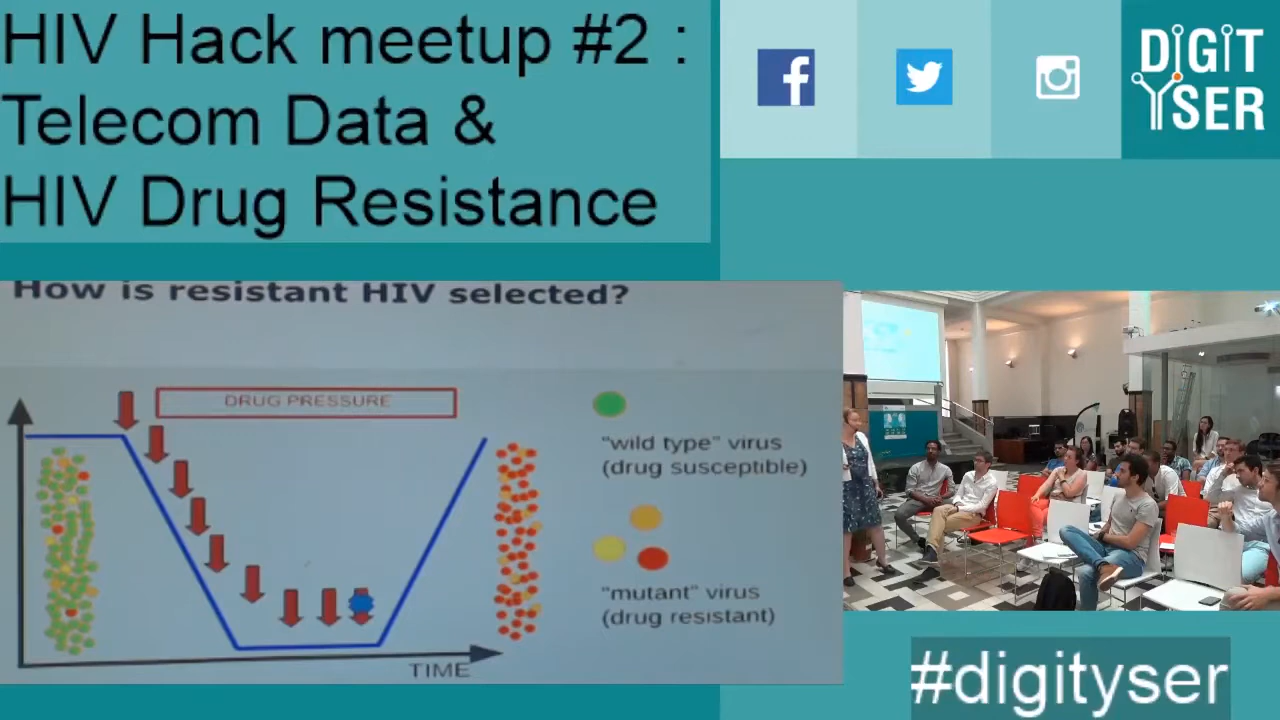 HIV Hack meetup #2 :
Telecom Data &
HIV Drug Resistance
DIGIT
YSER
How is resistant HIV selected?
DRUG PRESSURE
"wild type" virus
(drug susceptible)
"mutant" virus
(drug resistant)
TIME
#digityser